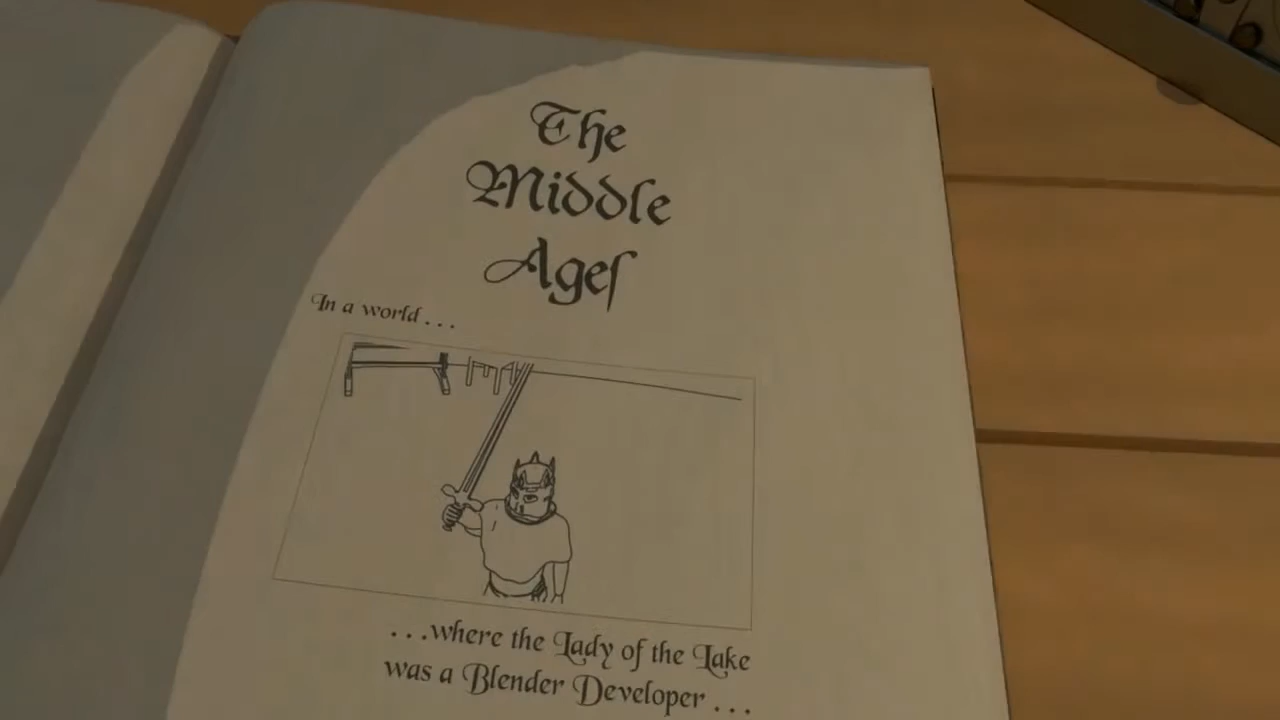 The
Middle
Ages
In a world . . .
. . .where the Lady of the Lake
was a Blender Developer . . .